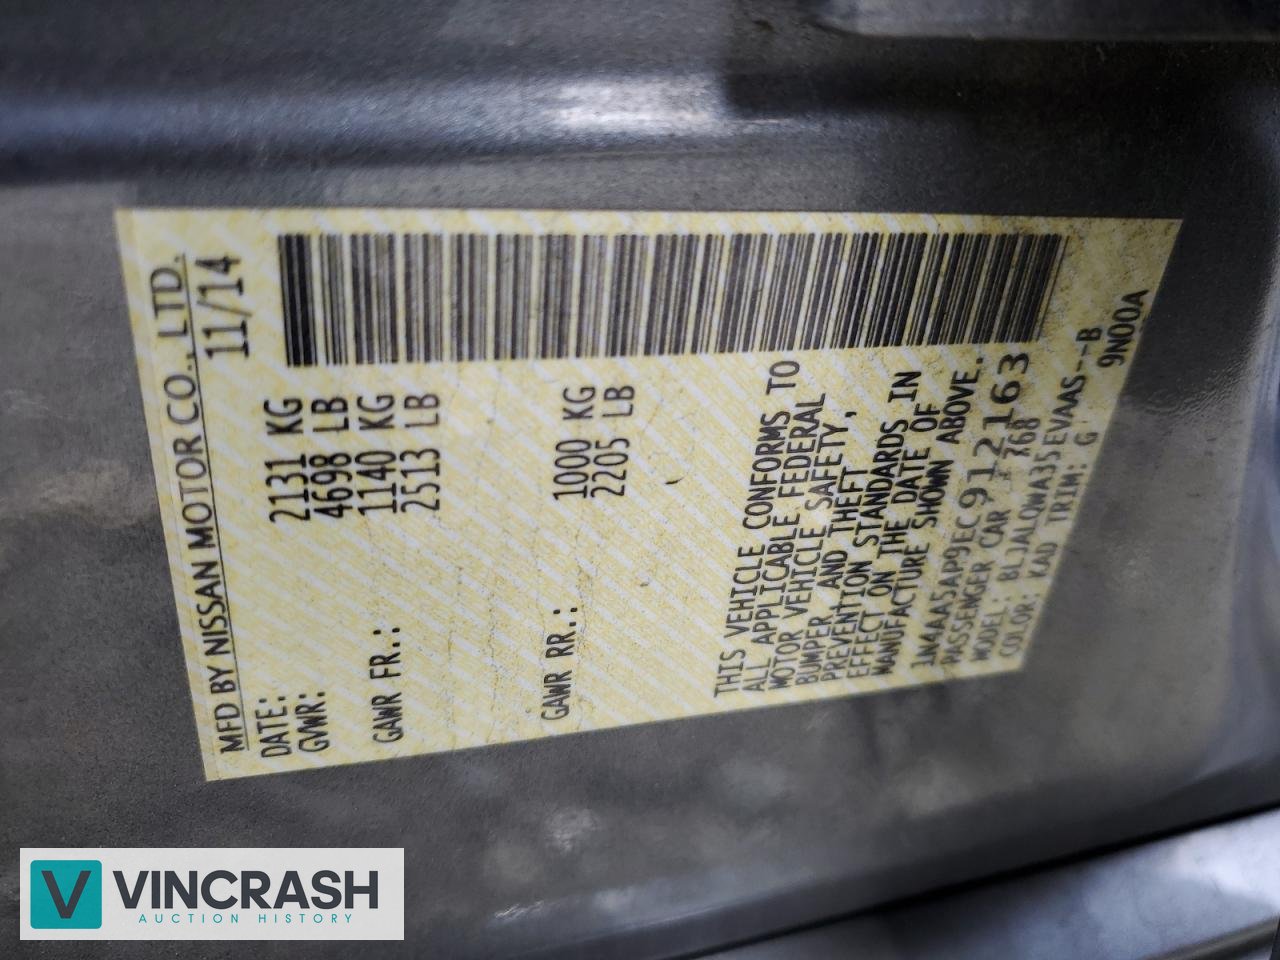 MFD BY NISSAN MOTOR CO., LTD.
DATE: 11/14
GVWR: 2131 KG
4698 LB
GAWR FR.: 1140 KG
2513 LB
GAWR RR.: 1000 KG
2205 LB
THIS VEHICLE CONFORMS TO
ALL APPLICABLE FEDERAL
MOTOR VEHICLE SAFETY,
BUMPER AND THEFT
PREVENTION STANDARDS IN
EFFECT ON THE DATE OF
MANUFACTURE SHOWN ABOVE.
1N4AA5AP9EC912163
PASSENGER CAR 768
MODEL: BLJALQWA35EVAAS--B
COLOR: KAD TRIM: G 9N00A
VINCRASH
AUCTION HISTORY